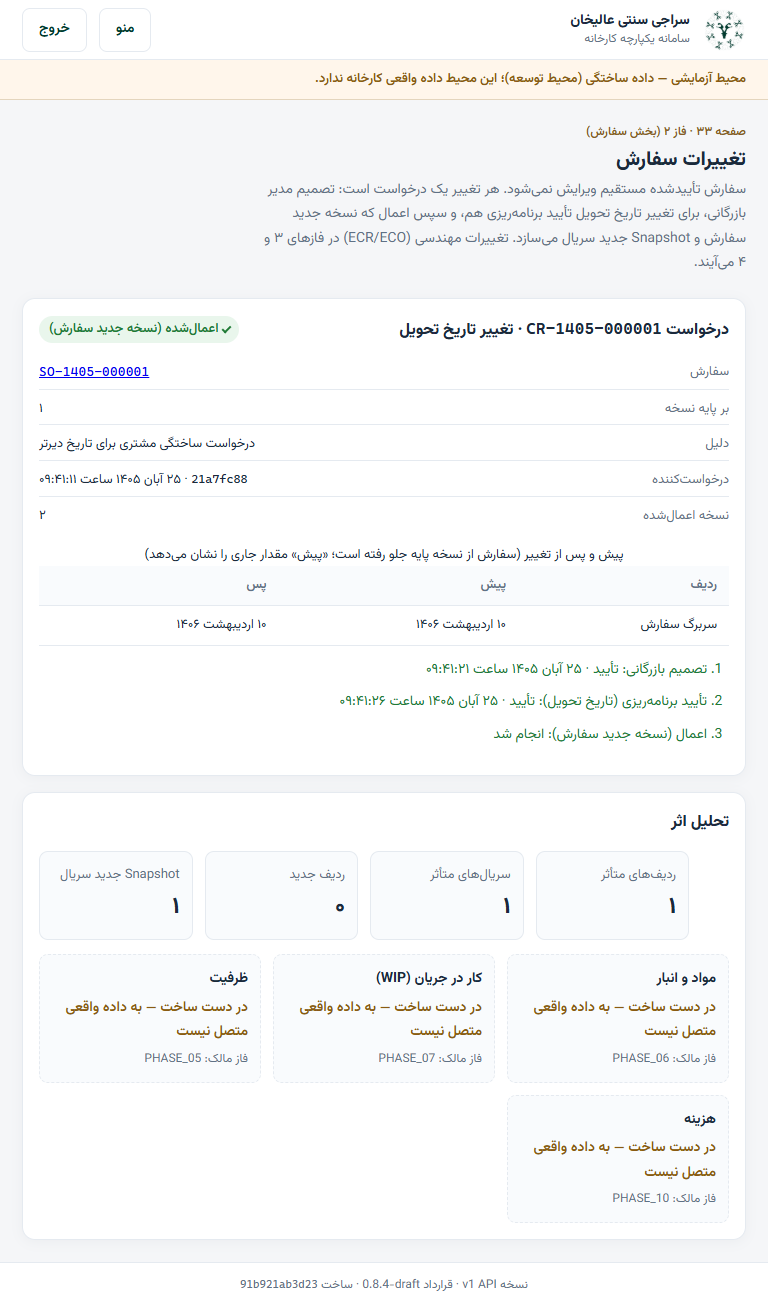 سراجی سنتی عالیخان
سامانه یکپارچه کارخانه
منو
خروج
محیط آزمایشی — داده ساختگی (محیط توسعه)؛ این محیط داده واقعی کارخانه ندارد.
صفحه ۳۳ · فاز ۲ (بخش سفارش)
تغییرات سفارش
سفارش تأییدشده مستقیم ویرایش نمی‌شود. هر تغییر یک درخواست است: تصمیم مدیر
بازرگانی، برای تغییر تاریخ تحویل تأیید برنامه‌ریزی هم، و سپس اعمال که نسخه جدید
سفارش و Snapshot جدید سریال می‌سازد. تغییرات مهندسی (ECR/ECO) در فازهای ۳ و
۴ می‌آیند.
درخواست CR-1405-000001 · تغییر تاریخ تحویل
✓ اعمال‌شده (نسخه جدید سفارش)
سفارش SO-1405-000001
بر پایه نسخه ۱
دلیل درخواست ساختگی مشتری برای تاریخ دیرتر
درخواست‌کننده 21a7fc88 · ۲۵ آبان ۱۴۰۵ ساعت ۰۹:۴۱:۱۱
نسخه اعمال‌شده ۲
پیش و پس از تغییر (سفارش از نسخه پایه جلو رفته است؛ «پیش» مقدار جاری را نشان می‌دهد)
ردیف پیش پس
سربرگ سفارش ۱۰ اردیبهشت ۱۴۰۶ ۱۰ اردیبهشت ۱۴۰۶
1. تصمیم بازرگانی: تأیید · ۲۵ آبان ۱۴۰۵ ساعت ۰۹:۴۱:۲۱
2. تأیید برنامه‌ریزی (تاریخ تحویل): تأیید · ۲۵ آبان ۱۴۰۵ ساعت ۰۹:۴۱:۲۶
3. اعمال (نسخه جدید سفارش): انجام شد
تحلیل اثر
ردیف‌های متأثر
۱
سریال‌های متأثر
۱
ردیف جدید
۰
Snapshot جدید سریال
۱
مواد و انبار
در دست ساخت — به داده واقعی
متصل نیست
فاز مالک: PHASE_06
کار در جریان (WIP)
در دست ساخت — به داده واقعی
متصل نیست
فاز مالک: PHASE_07
ظرفیت
در دست ساخت — به داده واقعی
متصل نیست
فاز مالک: PHASE_05
هزینه
در دست ساخت — به داده واقعی
متصل نیست
فاز مالک: PHASE_10
نسخه v1 API · قرارداد 0.8.4-draft · ساخت 91b921ab3d23